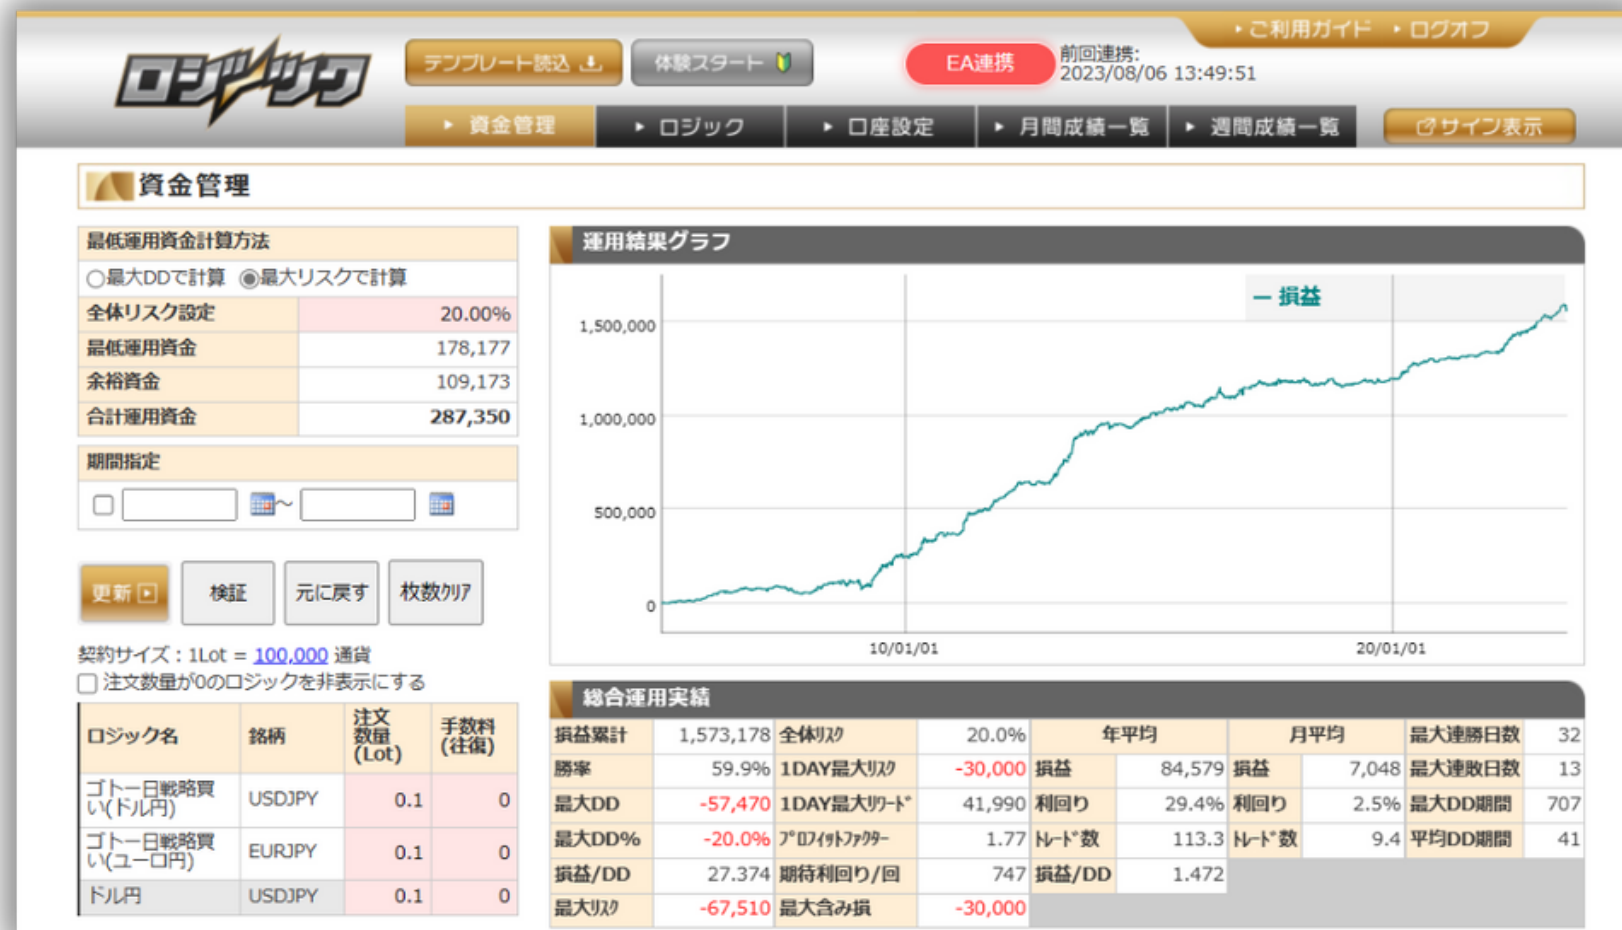 ご利用ガイド ログオフ
ロジック
テンプレート読込 体験スタート EA連携 前回連携:
2023/08/06 13:49:51
資金管理 ロジック 口座設定 月間成績一覧 週間成績一覧 サイン表示
資金管理
最低運用資金計算方法
最大DDで計算 最大リスクで計算
全体リスク設定 20.00%
最低運用資金 178,177
余裕資金 109,173
合計運用資金 287,350
期間指定
～
更新 検証 元に戻す 枚数クリア
契約サイズ : 1Lot = 100,000 通貨
注文数量が0のロジックを非表示にする
ロジック名 銘柄 注文
数量
(Lot) 手数料
(往復)
ゴトー日戦略買
い(ドル円) USDJPY 0.1 0
ゴトー日戦略買
い(ユーロ円) EURJPY 0.1 0
ドル円 USDJPY 0.1 0
運用結果グラフ
損益
1,500,000
1,000,000
500,000
0
10/01/01 20/01/01
総合運用実績
損益累計 1,573,178 全体リスク 20.0% 年平均 月平均 最大連勝日数 32
勝率 59.9% 1DAY最大リスク -30,000 損益 84,579 損益 7,048 最大連敗日数 13
最大DD -57,470 1DAY最大リワード 41,990 利回り 29.4% 利回り 2.5% 最大DD期間 707
最大DD% -20.0% プロフィットファクター 1.77 トレード数 113.3 トレード数 9.4 平均DD期間 41
損益/DD 27.374 期待利回り/回 747 損益/DD 1.472
最大リスク -67,510 最大含み損 -30,000